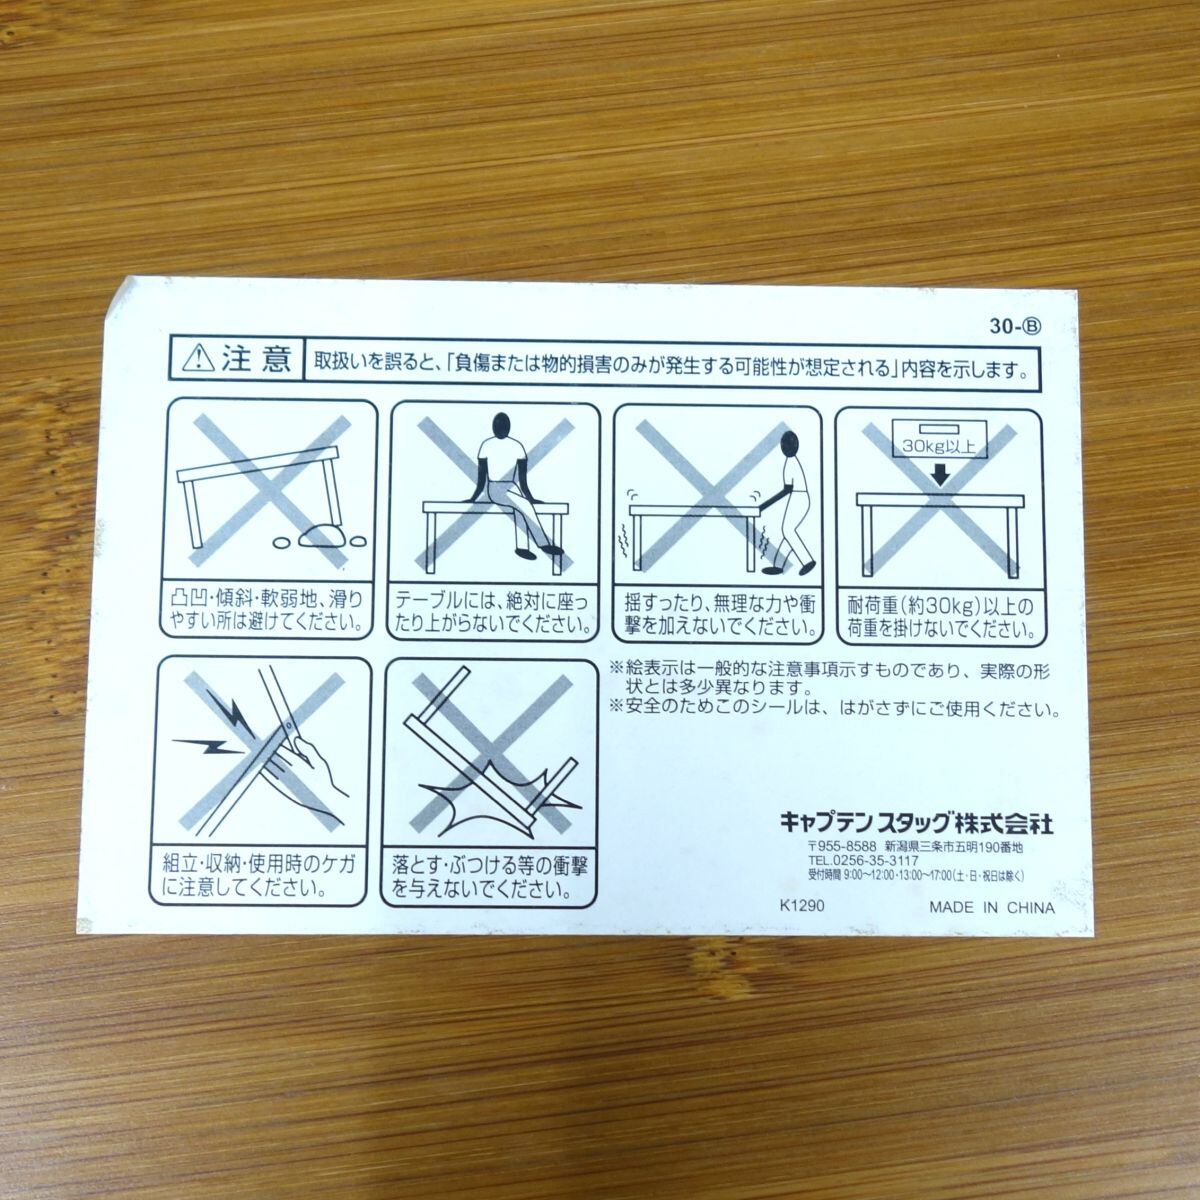 30-Ⓑ
⚠注意 取扱いを誤ると、「負傷または物的損害のみが発生する可能性が想定される」内容を示します。
凸凹・傾斜・軟弱地、滑り
やすい所は避けてください。
テーブルには、絶対に座っ
たり上がらないでください。
揺すったり、無理な力や衝
撃を加えないでください。
30kg以上
耐荷重(約30kg)以上の
荷重を掛けないでください。
組立・収納・使用時のケガ
に注意してください。
落とす・ぶつける等の衝撃
を与えないでください。
※絵表示は一般的な注意事項示すものであり、実際の形
状とは多少異なります。
※安全のためこのシールは、はがさずにご使用ください。
キャプテンスタッグ株式会社
〒955-8588 新潟県三条市五明190番地
TEL.0256-35-3117
受付時間 9:00〜12:00・13:00〜17:00(土・日・祝日は除く)
K1290 MADE IN CHINA